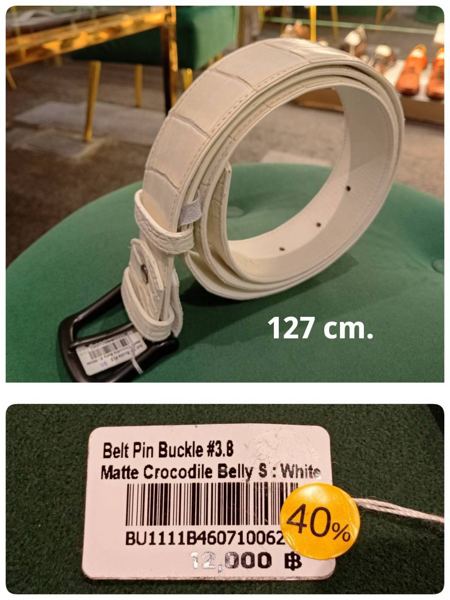 127 cm.
Belt Pin Buckle #3.8
Matte Crocodile Belly S : White
BU1111B460710062
40%
12,000 ฿